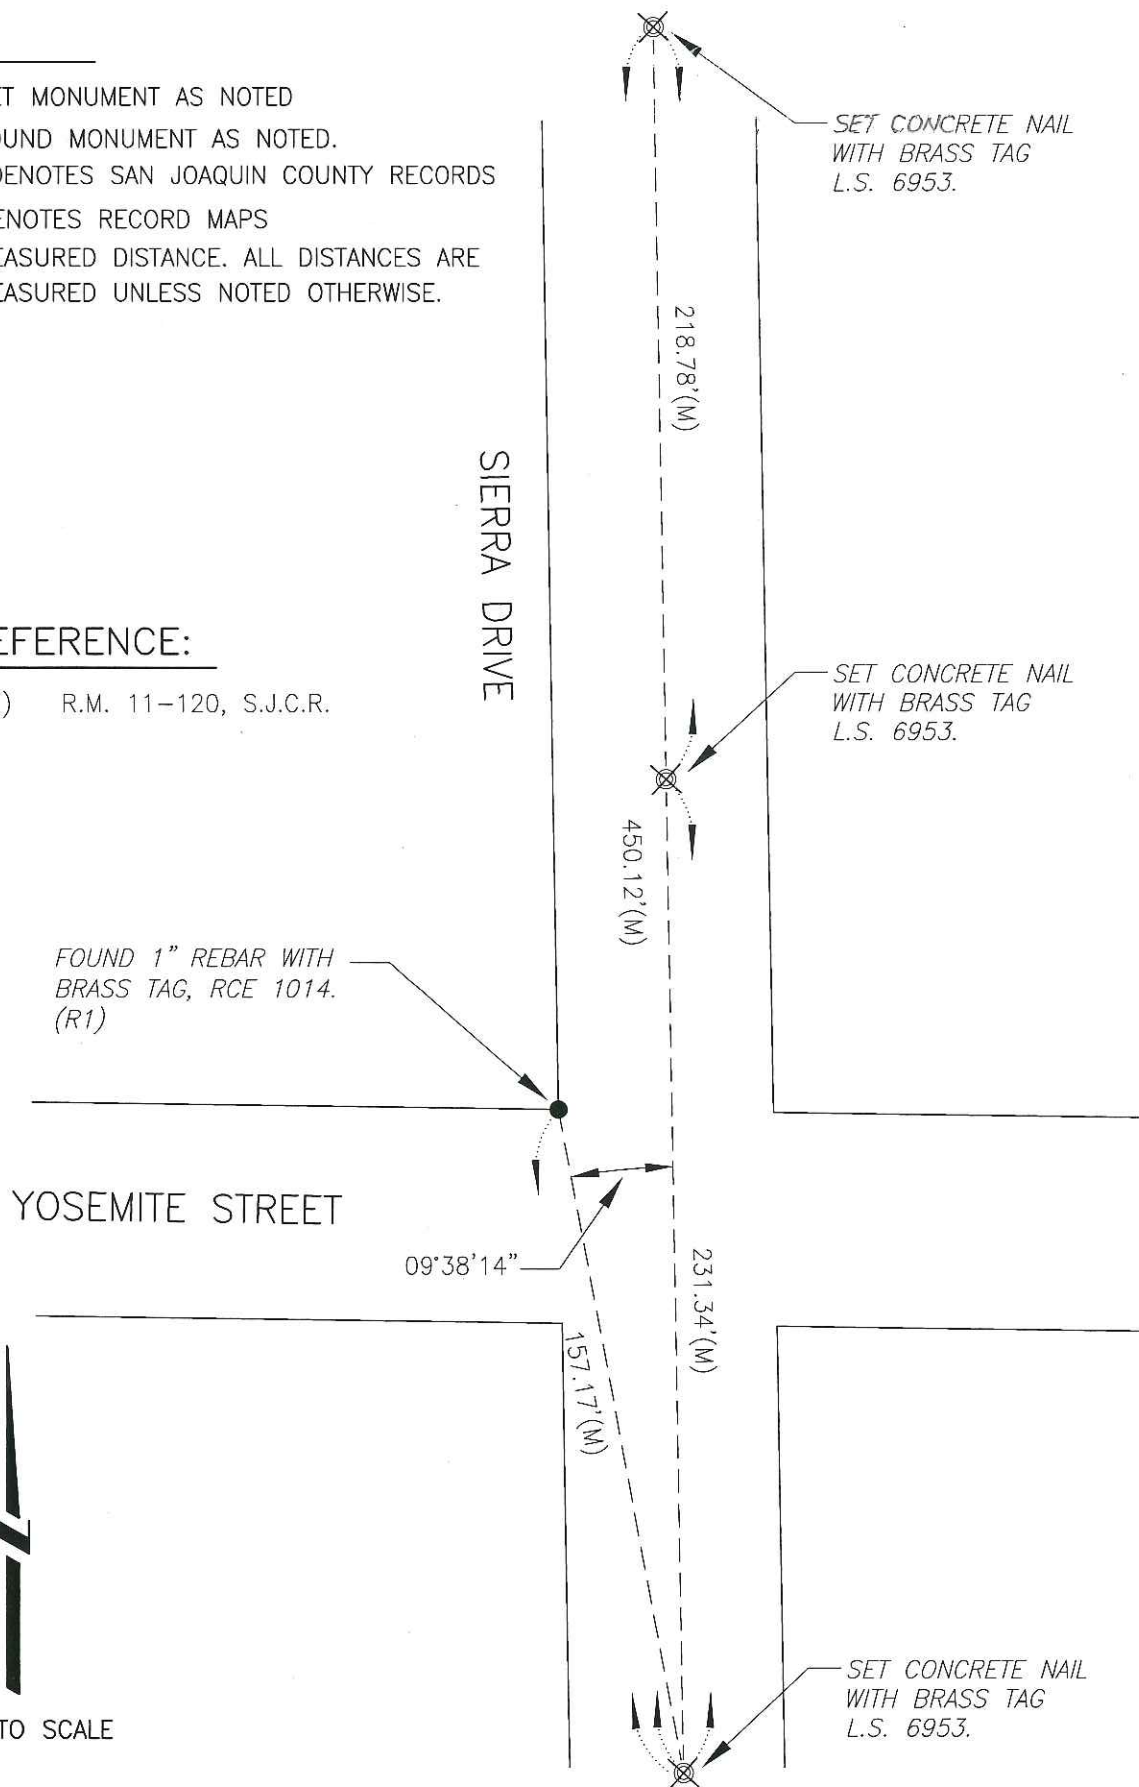 ET MONUMENT AS NOTED
OUND MONUMENT AS NOTED.
DENOTES SAN JOAQUIN COUNTY RECORDS
ENOTES RECORD MAPS
EASURED DISTANCE. ALL DISTANCES ARE
EASURED UNLESS NOTED OTHERWISE.
SET CONCRETE NAIL
WITH BRASS TAG
L.S. 6953.
218.78'(M)
SIERRA DRIVE
EFERENCE:
) R.M. 11-120, S.J.C.R.
SET CONCRETE NAIL
WITH BRASS TAG
L.S. 6953.
450.12'(M)
FOUND 1" REBAR WITH
BRASS TAG, RCE 1014.
(R1)
YOSEMITE STREET
09°38'14"
231.34'(M)
157.17'(M)
SET CONCRETE NAIL
WITH BRASS TAG
L.S. 6953.
TO SCALE